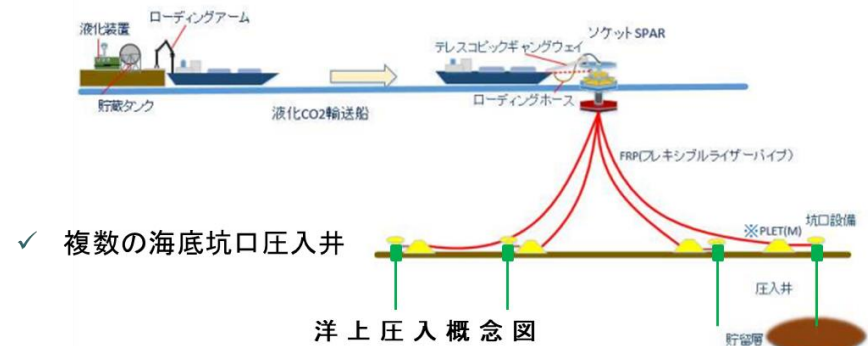 ローディングアーム
液化装置
ソケットSPAR
テレスコピックギャングウェイ
貯蔵タンク
液化CO2輸送船
ローディングホース
FRP(フレキシブルライザーパイプ)
✓ 複数の海底坑口圧入井
※PLET(M)
坑口設備
圧入井
洋上圧入概念図
貯留層